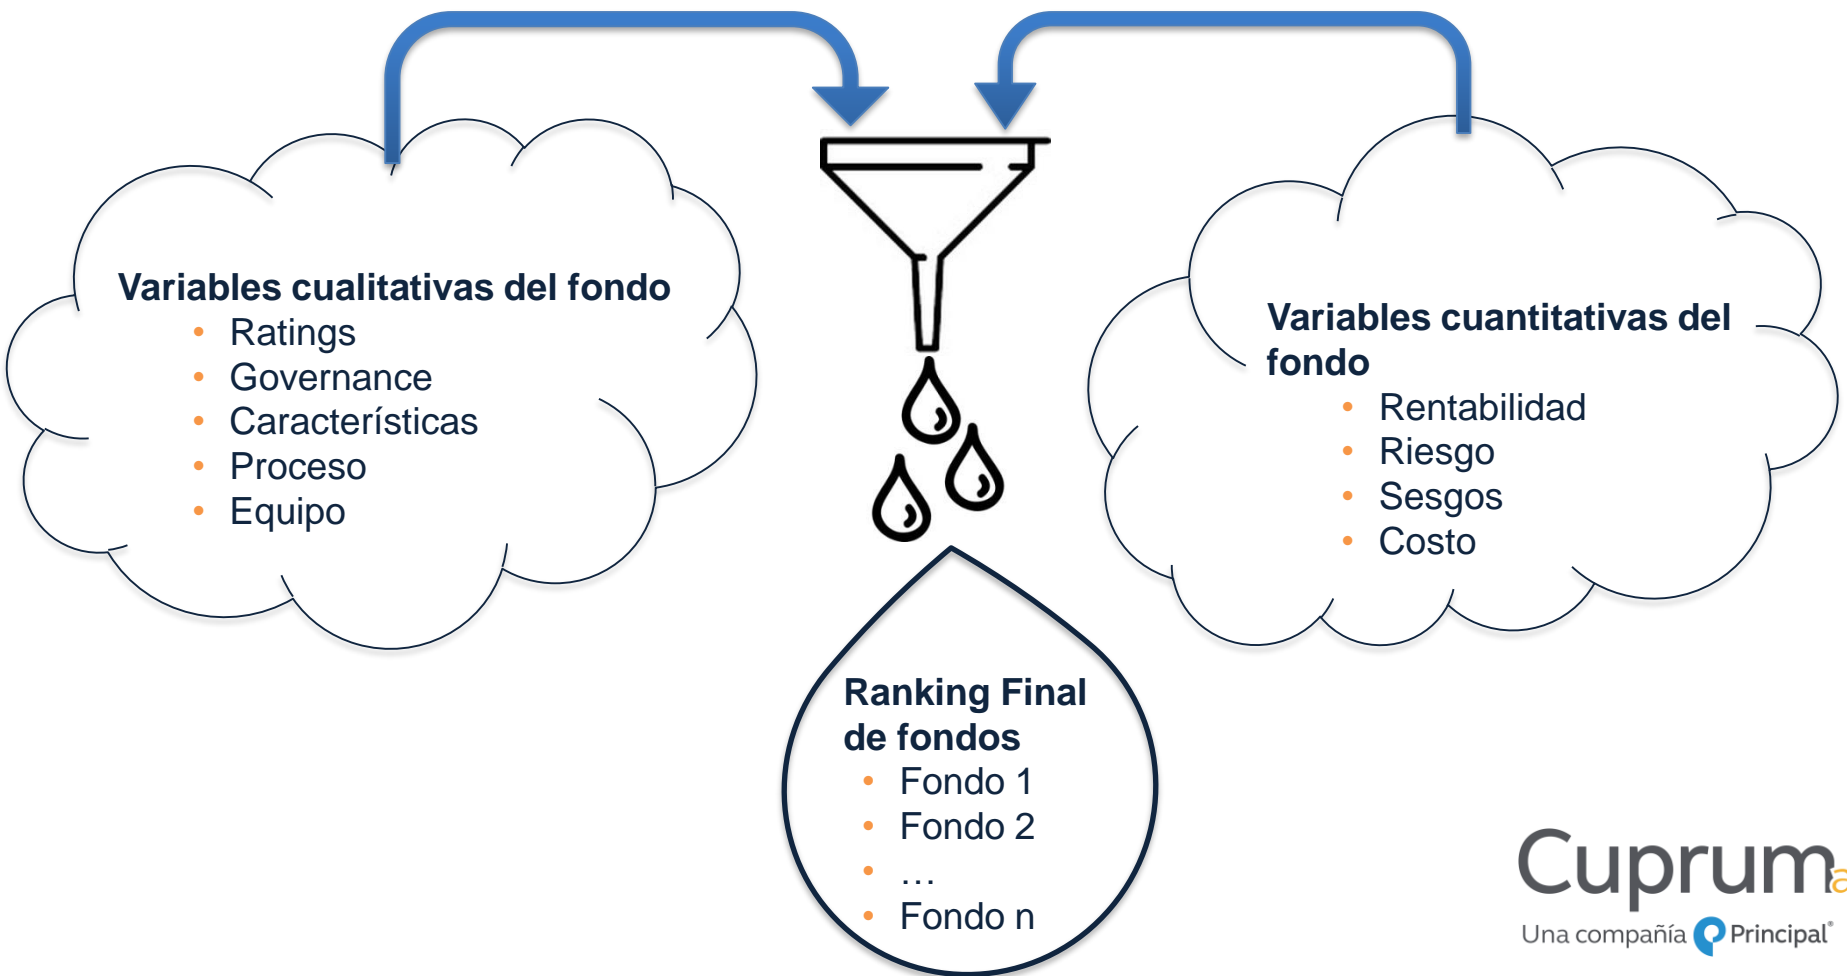 Variables cualitativas del fondo
• Ratings
• Governance
• Características
• Proceso
• Equipo
Variables cuantitativas del
fondo
• Rentabilidad
• Riesgo
• Sesgos
• Costo
Ranking Final
de fondos
• Fondo 1
• Fondo 2
• …
• Fondo n
Cuprum
Una compañía Principal®